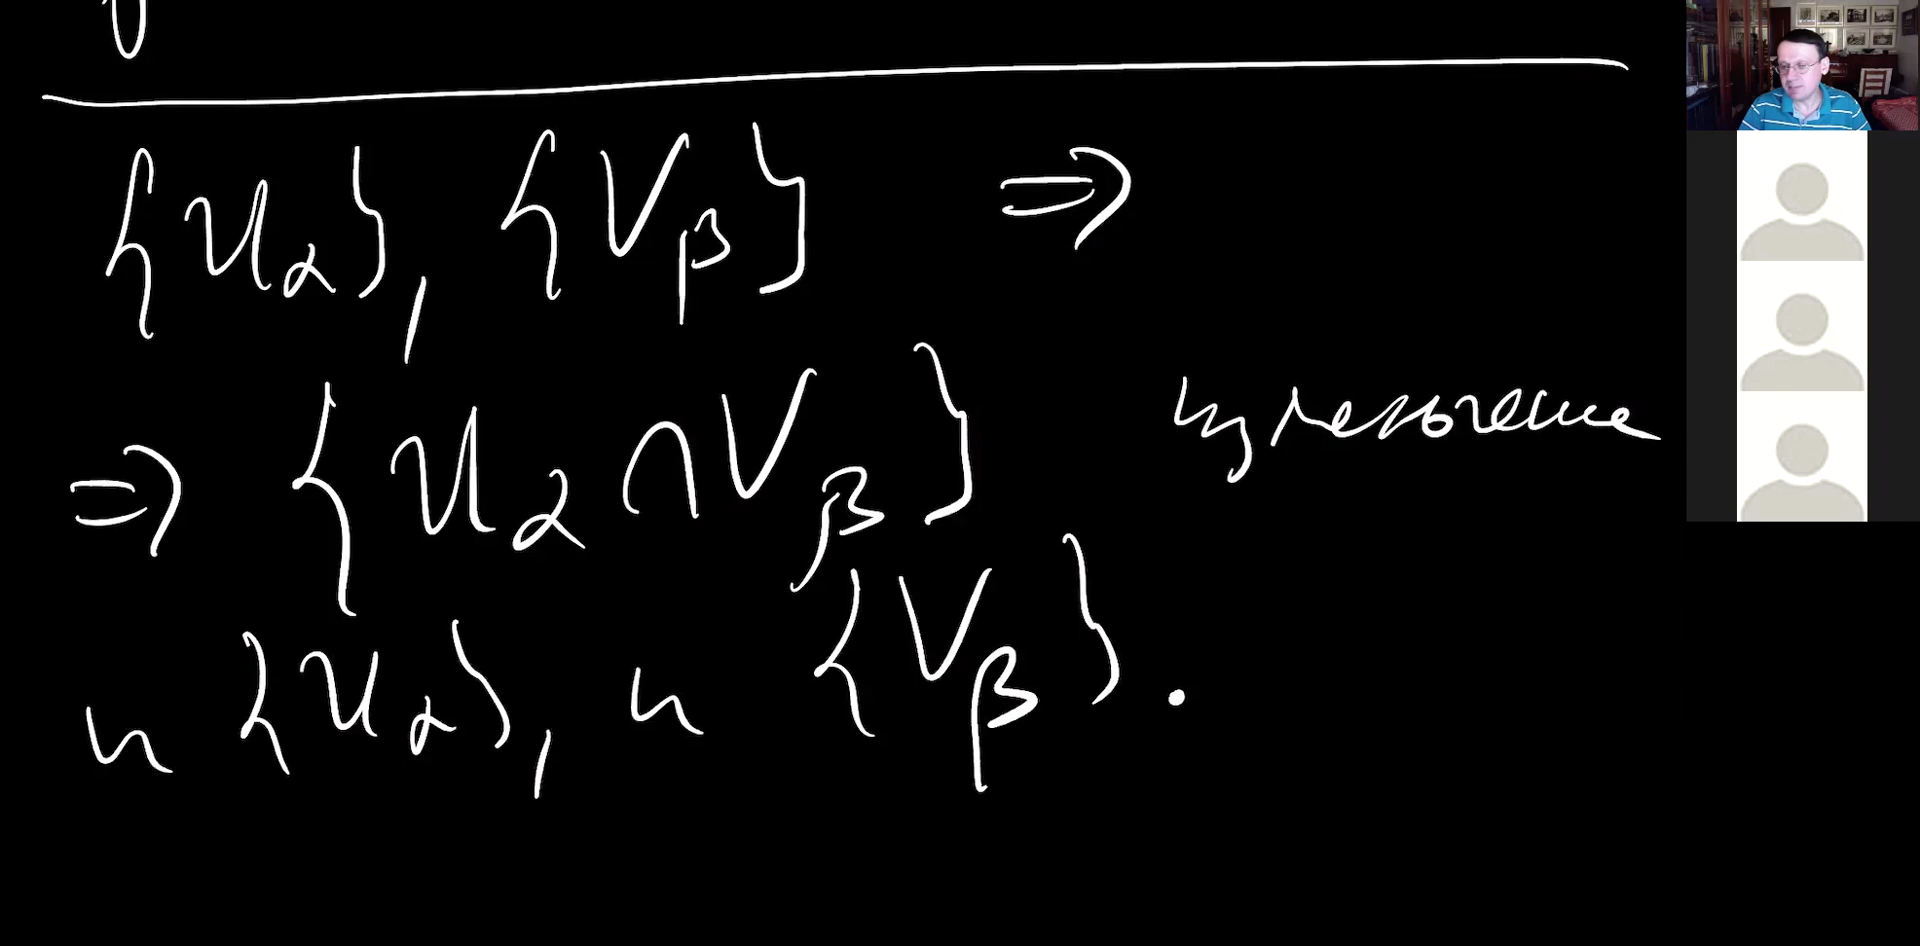 {U_α}, {V_β} ⇒
⇒ {U_α ∩ V_β} измельчение
и {U_α}, и {V_β}.